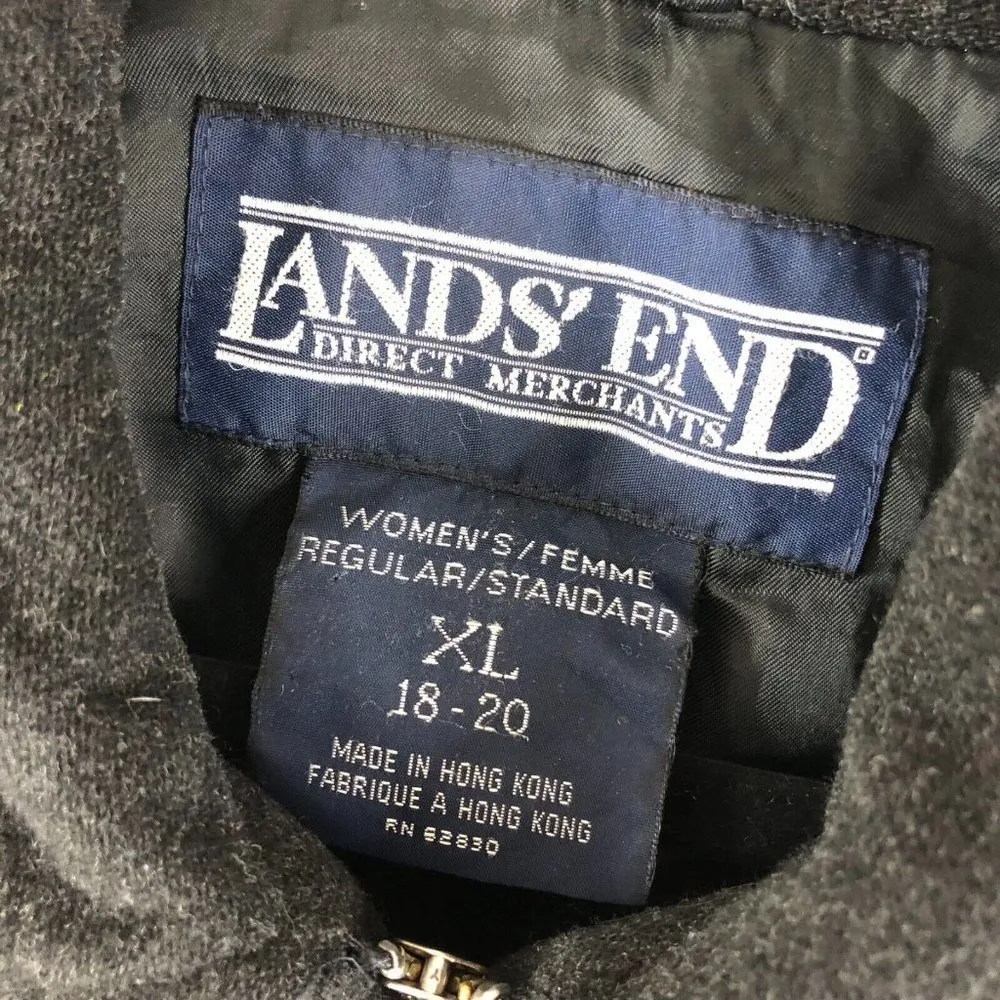 LANDS' END
DIRECT MERCHANTS
WOMEN'S/FEMME
REGULAR/STANDARD
XL
18-20
MADE IN HONG KONG
FABRIQUE A HONG KONG
RN 62830